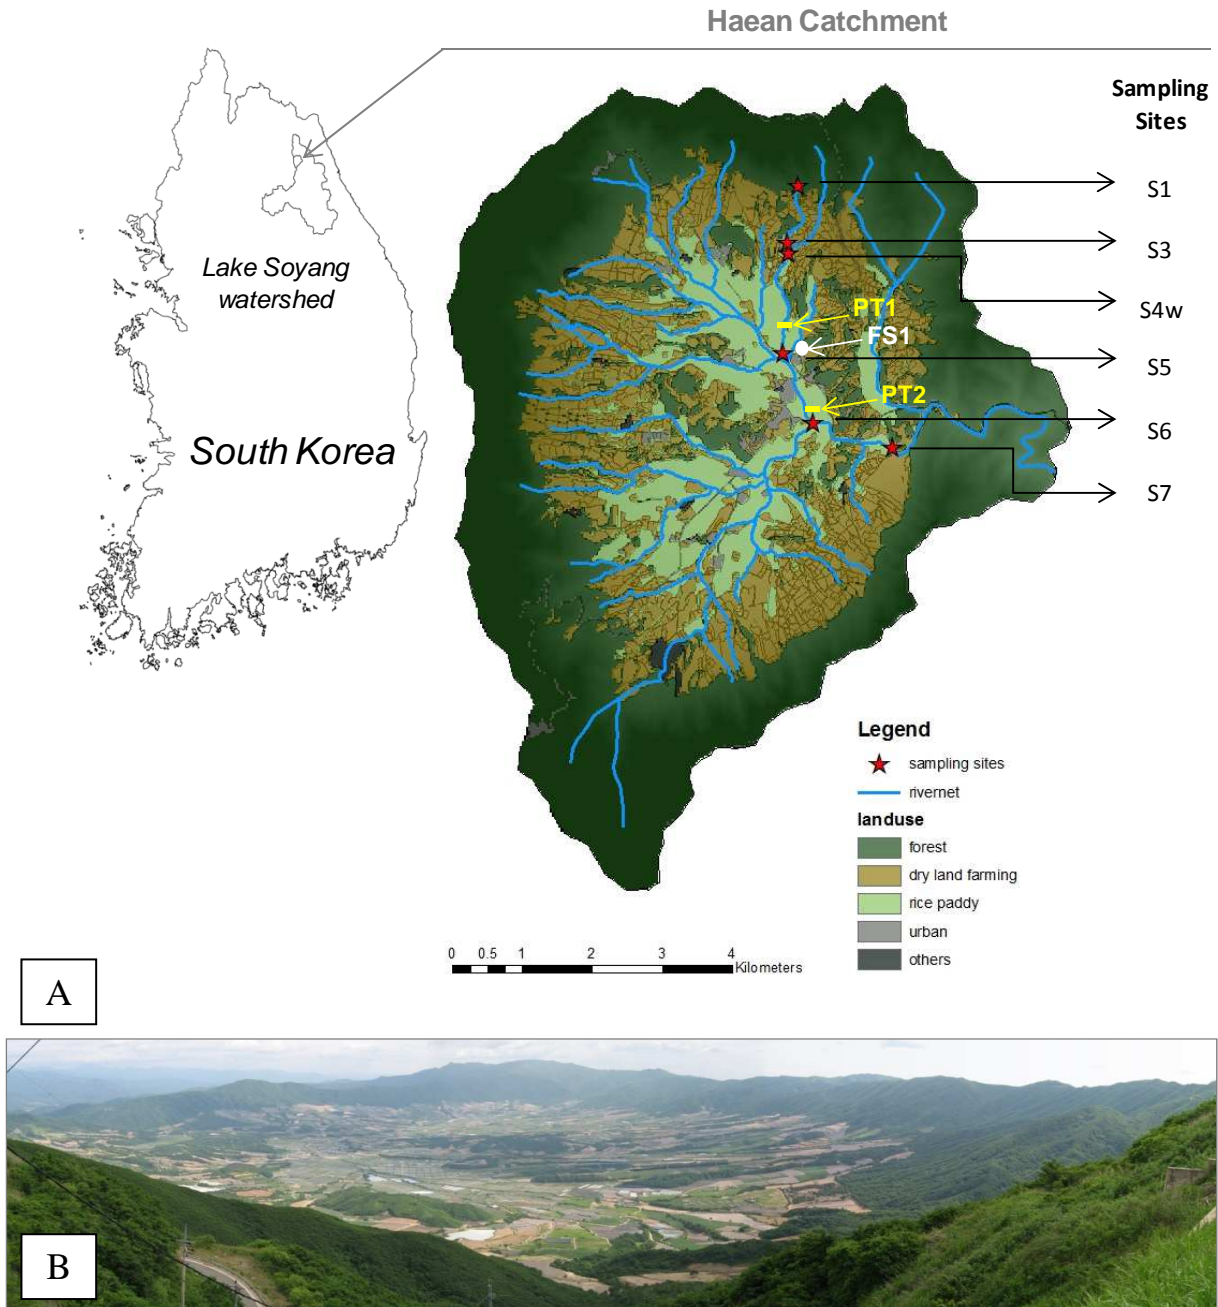 Haean Catchment
Sampling
Sites
S1
S3
S4w
S5
S6
S7
Lake Soyang
watershed
South Korea
PT1
FS1
PT2
Legend
sampling sites
rivernet
landuse
forest
dry land farming
rice paddy
urban
others
0 0.5 1 2 3 4
Kilometers
A
B